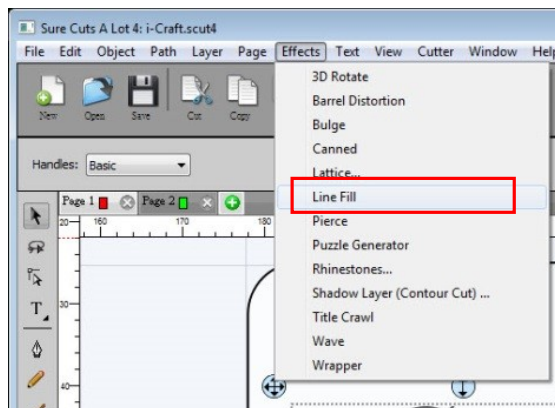 Sure Cuts A Lot 4: i-Craft.scut4
File Edit Object Path Layer Page Effects Text View Cutter Window Help
New Open Save Cut Copy
Handles: Basic
Page 1 Page 2
3D Rotate
Barrel Distortion
Bulge
Canned
Lattice...
Line Fill
Pierce
Puzzle Generator
Rhinestones...
Shadow Layer (Contour Cut) ...
Title Crawl
Wave
Wrapper
160 170 180
20
30
40
T